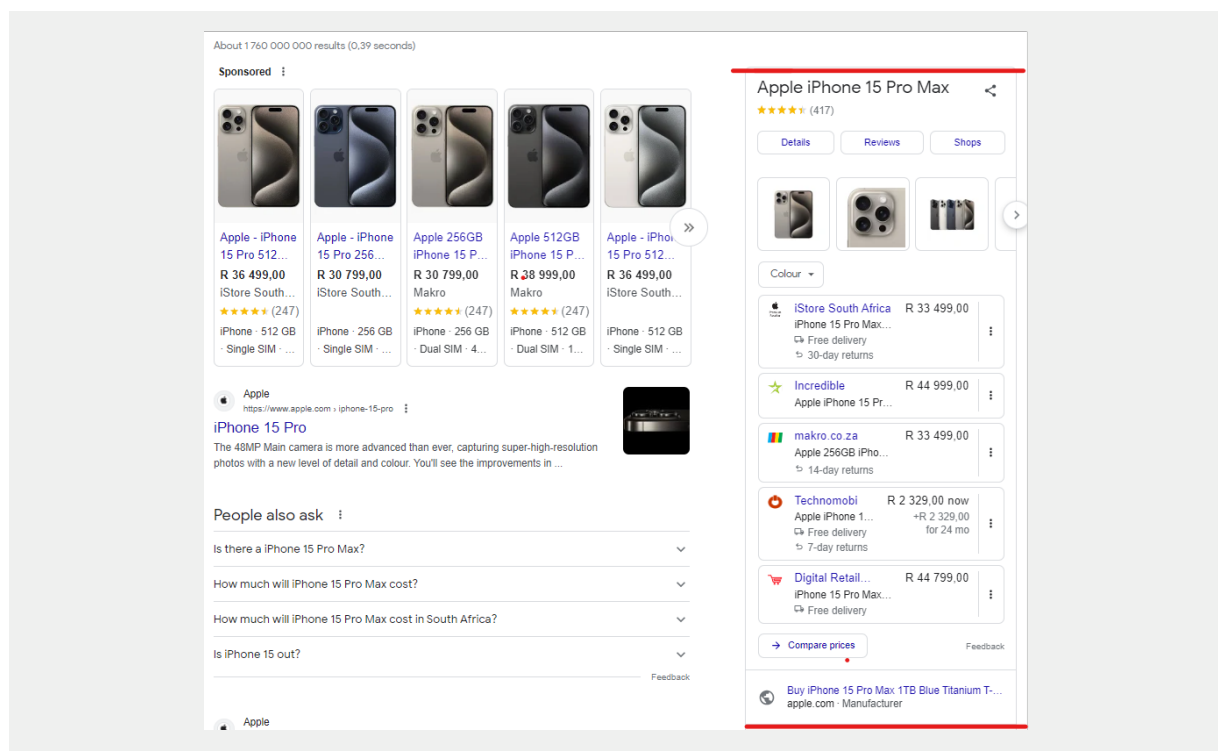 About 1 760 000 000 results (0,39 seconds)
Sponsored
Apple - iPhone
15 Pro 512...
R 36 499,00
iStore South...
(247)
iPhone · 512 GB
· Single SIM · ...
Apple - iPhone
15 Pro 256...
R 30 799,00
iStore South...
iPhone · 256 GB
· Single SIM · ...
Apple 256GB
iPhone 15 P...
R 30 799,00
Makro
(247)
iPhone · 256 GB
· Dual SIM · 4...
Apple 512GB
iPhone 15 P...
R 38 999,00
Makro
(247)
iPhone · 512 GB
· Dual SIM · 1...
Apple - iPho
15 Pro 512...
R 36 499,00
iStore South...
iPhone · 512 GB
· Single SIM · ...
Apple
https://www.apple.com › iphone-15-pro
iPhone 15 Pro
The 48MP Main camera is more advanced than ever, capturing super-high-resolution
photos with a new level of detail and colour. You'll see the improvements in ...
People also ask
Is there a iPhone 15 Pro Max?
How much will iPhone 15 Pro Max cost?
How much will iPhone 15 Pro Max cost in South Africa?
Is iPhone 15 out?
Feedback
Apple
Apple iPhone 15 Pro Max
(417)
Details
Reviews
Shops
Colour
iStore South Africa R 33 499,00
iPhone 15 Pro Max...
Free delivery
30-day returns
Incredible R 44 999,00
Apple iPhone 15 Pr...
makro.co.za R 33 499,00
Apple 256GB iPho...
14-day returns
Technomobi R 2 329,00 now
Apple iPhone 1... +R 2 329,00
Free delivery for 24 mo
7-day returns
Digital Retail... R 44 799,00
iPhone 15 Pro Max...
Free delivery
Compare prices
Feedback
Buy iPhone 15 Pro Max 1TB Blue Titanium T-...
apple.com · Manufacturer